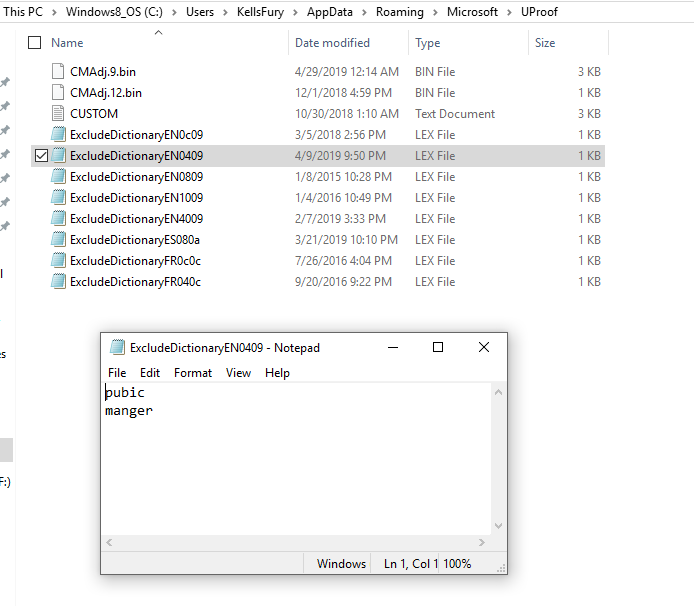 This PC > Windows8_OS (C:) > Users > KellsFury > AppData > Roaming > Microsoft > UProof
Name Date modified Type Size
CMAdj.9.bin 4/29/2019 12:14 AM BIN File 3 KB
CMAdj.12.bin 12/1/2018 4:59 PM BIN File 1 KB
CUSTOM 10/30/2018 1:10 AM Text Document 3 KB
ExcludeDictionaryEN0c09 3/5/2018 2:56 PM LEX File 1 KB
ExcludeDictionaryEN0409 4/9/2019 9:50 PM LEX File 1 KB
ExcludeDictionaryEN0809 1/8/2015 10:28 PM LEX File 1 KB
ExcludeDictionaryEN1009 1/4/2016 10:49 PM LEX File 1 KB
ExcludeDictionaryEN4009 2/7/2019 3:33 PM LEX File 1 KB
ExcludeDictionaryES080a 3/21/2019 10:10 PM LEX File 1 KB
ExcludeDictionaryFR0c0c 7/26/2016 4:04 PM LEX File 1 KB
ExcludeDictionaryFR040c 9/20/2016 9:22 PM LEX File 1 KB
ExcludeDictionaryEN0409 - Notepad
File Edit Format View Help
pubic
manger
F:)
Windows Ln 1, Col 1 100%